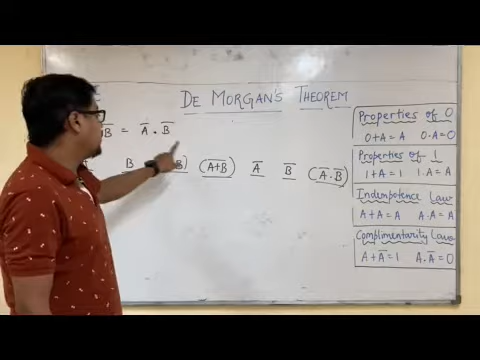 DE MORGAN'S THEOREM
B̅ = A̅ . B̅
B B) (A+B) A̅ B̅ (A̅ . B̅)
Properties of 0
0+A = A 0.A = 0
Properties of 1
1+A = 1 1.A = A
Indempotence Law
A+A = A A.A = A
Complimentarity Law
A+A̅ = 1 A.A̅ = 0